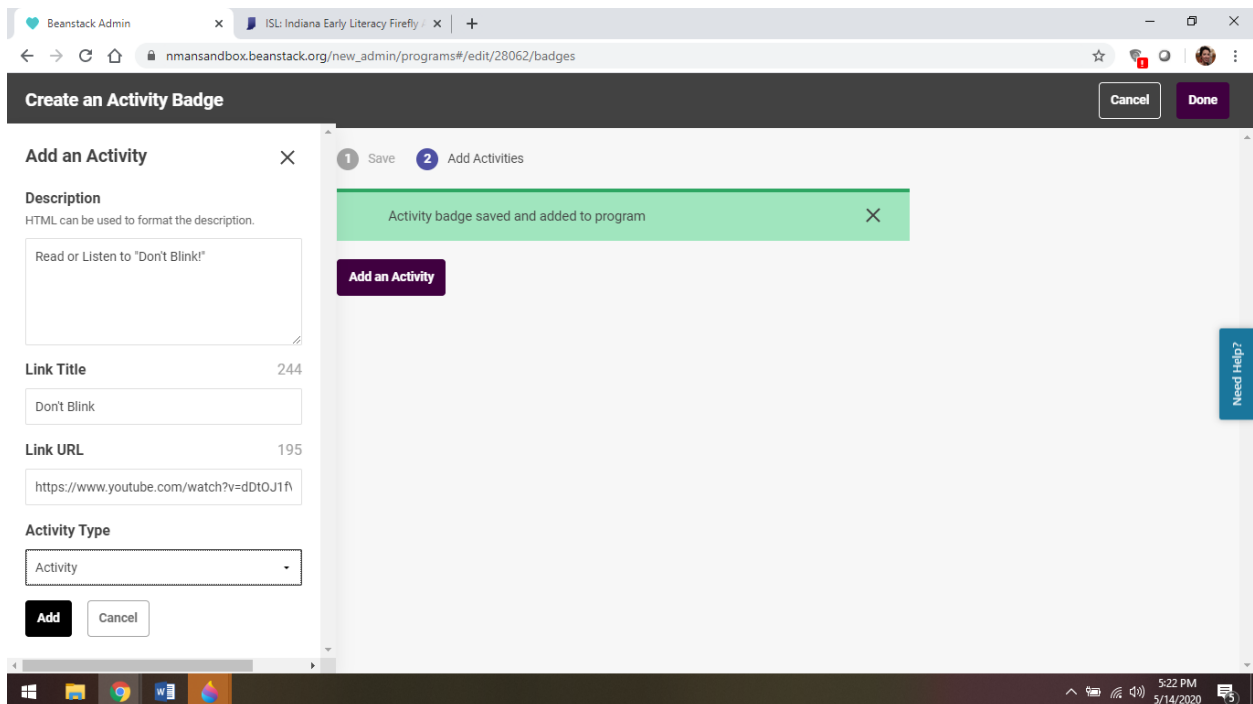 Beanstack Admin
ISL: Indiana Early Literacy Firefly
nmansandbox.beanstack.org/new_admin/programs#/edit/28062/badges
Create an Activity Badge
Cancel
Done
Add an Activity
Description
HTML can be used to format the description.
Read or Listen to "Don't Blink!"
Link Title 244
Don't Blink
Link URL 195
https://www.youtube.com/watch?v=dDtOJ1f
Activity Type
Activity
Add
Cancel
1 Save 2 Add Activities
Activity badge saved and added to program
Add an Activity
Need Help?
5:22 PM
5/14/2020
5